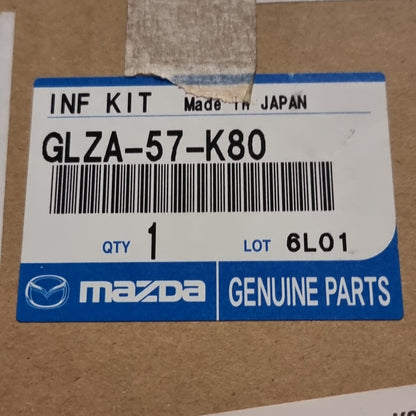 INF KIT Made in JAPAN
GLZA-57-K80
QTY 1 LOT 6L01
mazda GENUINE PARTS